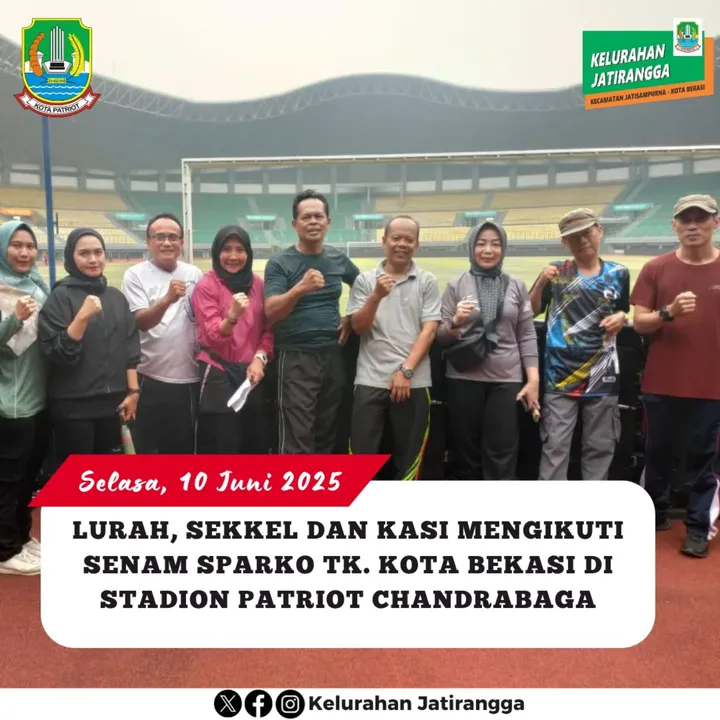 KOTA PATRIOT
KELURAHAN
JATIRANGGA
KECAMATAN JATISAMPURNA - KOTA BEKASI
Selasa, 10 Juni 2025
LURAH, SEKKEL DAN KASI MENGIKUTI
SENAM SPARKO TK. KOTA BEKASI DI
STADION PATRIOT CHANDRABAGA
Kelurahan Jatirangga